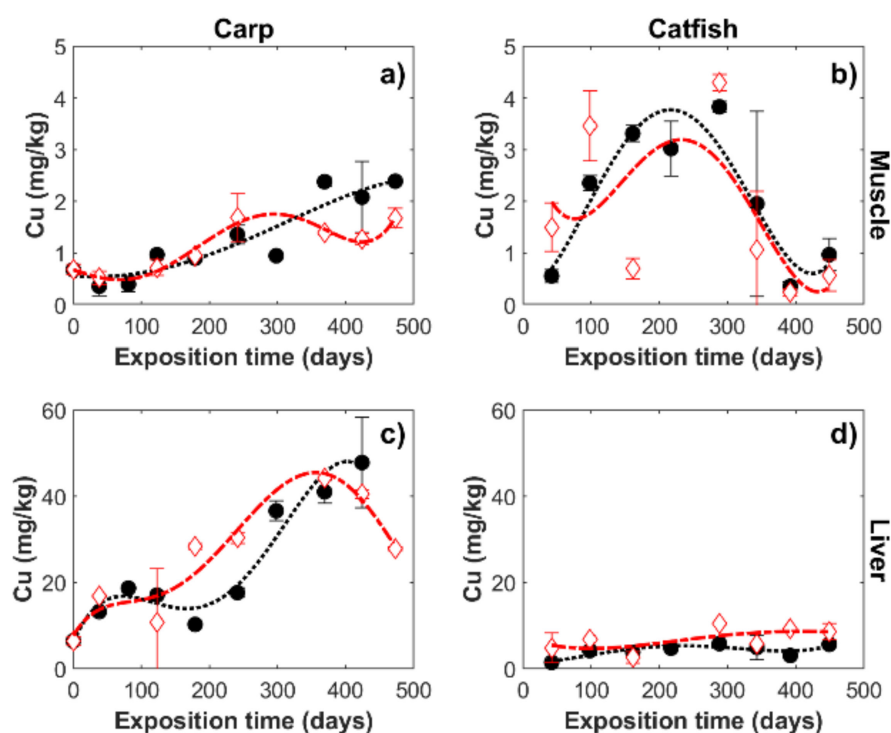 Carp
Catfish
a)
b)
5
4
3
2
1
0
Cu (mg/kg)
0 100 200 300 400 500
Exposition time (days)
5
4
3
2
1
0
Cu (mg/kg)
0 100 200 300 400 500
Exposition time (days)
Muscle
c)
d)
60
40
20
0
Cu (mg/kg)
0 100 200 300 400 500
Exposition time (days)
60
40
20
0
Cu (mg/kg)
0 100 200 300 400 500
Exposition time (days)
Liver